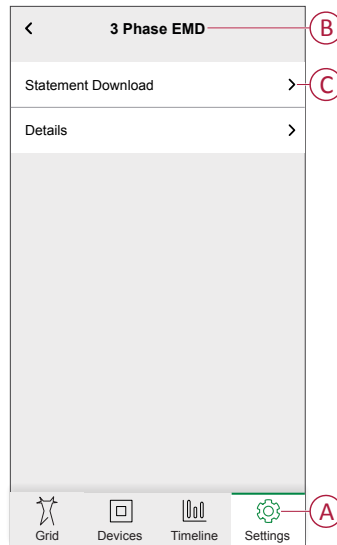 3 Phase EMD
B
Statement Download
C
Details
A
Grid Devices Timeline Settings